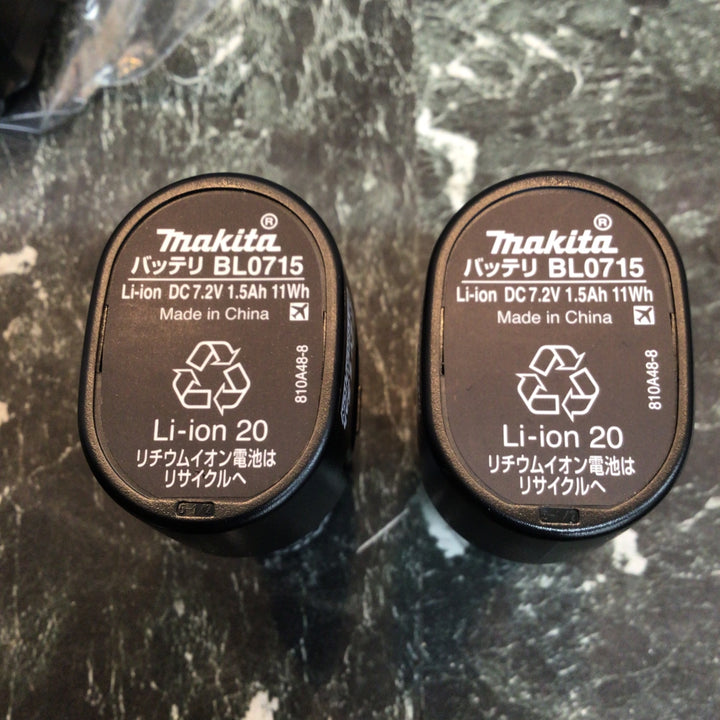 makita®
バッテリ BL0715
Li-ion DC 7.2V 1.5Ah 11Wh
Made in China
810A48-8
Li-ion 20
リチウムイオン電池は
リサイクルへ
makita®
バッテリ BL0715
Li-ion DC 7.2V 1.5Ah 11Wh
Made in China
810A48-8
Li-ion 20
リチウムイオン電池は
リサイクルへ